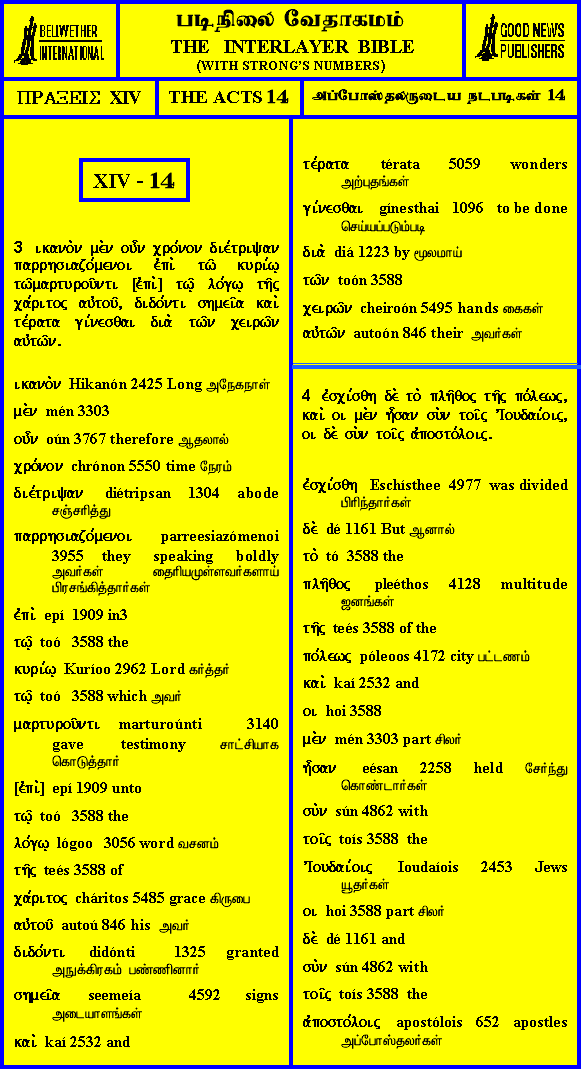 BELLWETHER
INTERNATIONAL
படிநிலை வேதாகமம்
THE INTERLAYER BIBLE
(WITH STRONG'S NUMBERS)
GOOD NEWS
PUBLISHERS
ΠΡΑΞΕΙΣ XIV
THE ACTS 14
அப்போஸ்தலருடைய நடபடிகள் 14
XIV - 14
3 ικανὸν μὲν οὖν χρόνον διέτριψαν
παρρησιαζόμενοι ἐπὶ τῶ κυρίῳ
τῶμαρτυροῦντι [ἐπὶ] τῷ λόγῳ τῆς
χάριτος αὐτοῦ, διδόντι σημεῖα καὶ
τέρατα γίνεσθαι διὰ τῶν χειρῶν
αὐτῶν.
ικανὸν Hikanón 2425 Long அநேகநாள்
μὲν mén 3303
οὖν oún 3767 therefore ஆதலால்
χρόνον chrónon 5550 time நேரம்
διέτριψαν diétripsan 1304 abode
சஞ்சரித்து
παρρησιαζόμενοι parreesiazómenoi
3955 they speaking boldly
அவர்கள் தைரியமுள்ளவர்களாய்
பிரசங்கித்தார்கள்
ἐπὶ epí 1909 in3
τῷ toó 3588 the
κυρίῳ Kuríoo 2962 Lord கர்த்தர்
τῷ toó 3588 which அவர்
μαρτυροῦντι marturoúnti 3140
gave testimony சாட்சியாக
கொடுத்தார்
[ἐπὶ] epí 1909 unto
τῷ toó 3588 the
λόγῳ lógoo 3056 word வசனம்
τῆς teés 3588 of
χάριτος cháritos 5485 grace கிருபை
αὐτοῦ autoú 846 his அவர்
διδόντι didónti 1325 granted
அநுக்கிரகம் பண்ணினார்
σημεῖα seemeía 4592 signs
அடையாளங்கள்
καὶ kaí 2532 and
τέρατα térata 5059 wonders
அற்புதங்கள்
γίνεσθαι gínesthai 1096 to be done
செய்யப்படும்படி
διὰ diá 1223 by மூலமாய்
τῶν toón 3588
χειρῶν cheiroón 5495 hands கைகள்
αὐτῶν autoón 846 their அவர்கள்
4 ἐσχίσθη δὲ τὸ πλῆθος τῆς πόλεως,
καὶ οι μὲν ἦσαν σὺν τοῖς Ἰουδαίοις,
οι δὲ σὺν τοῖς ἀποστόλοις.
ἐσχίσθη Eschísthee 4977 was divided
பிரிந்தார்கள்
δὲ dé 1161 But ஆனால்
τὸ tó 3588 the
πλῆθος pleéthos 4128 multitude
ஜனங்கள்
τῆς teés 3588 of the
πόλεως póleoos 4172 city பட்டணம்
καὶ kaí 2532 and
οι hoi 3588
μὲν mén 3303 part சிலர்
ἦσαν eésan 2258 held சேர்ந்து
கொண்டார்கள்
σὺν sún 4862 with
τοῖς toís 3588 the
Ἰουδαίοις Ioudaíois 2453 Jews
யூதர்கள்
οι hoi 3588 part சிலர்
δὲ dé 1161 and
σὺν sún 4862 with
τοῖς toís 3588 the
ἀποστόλοις apostólois 652 apostles
அப்போஸ்தலர்கள்